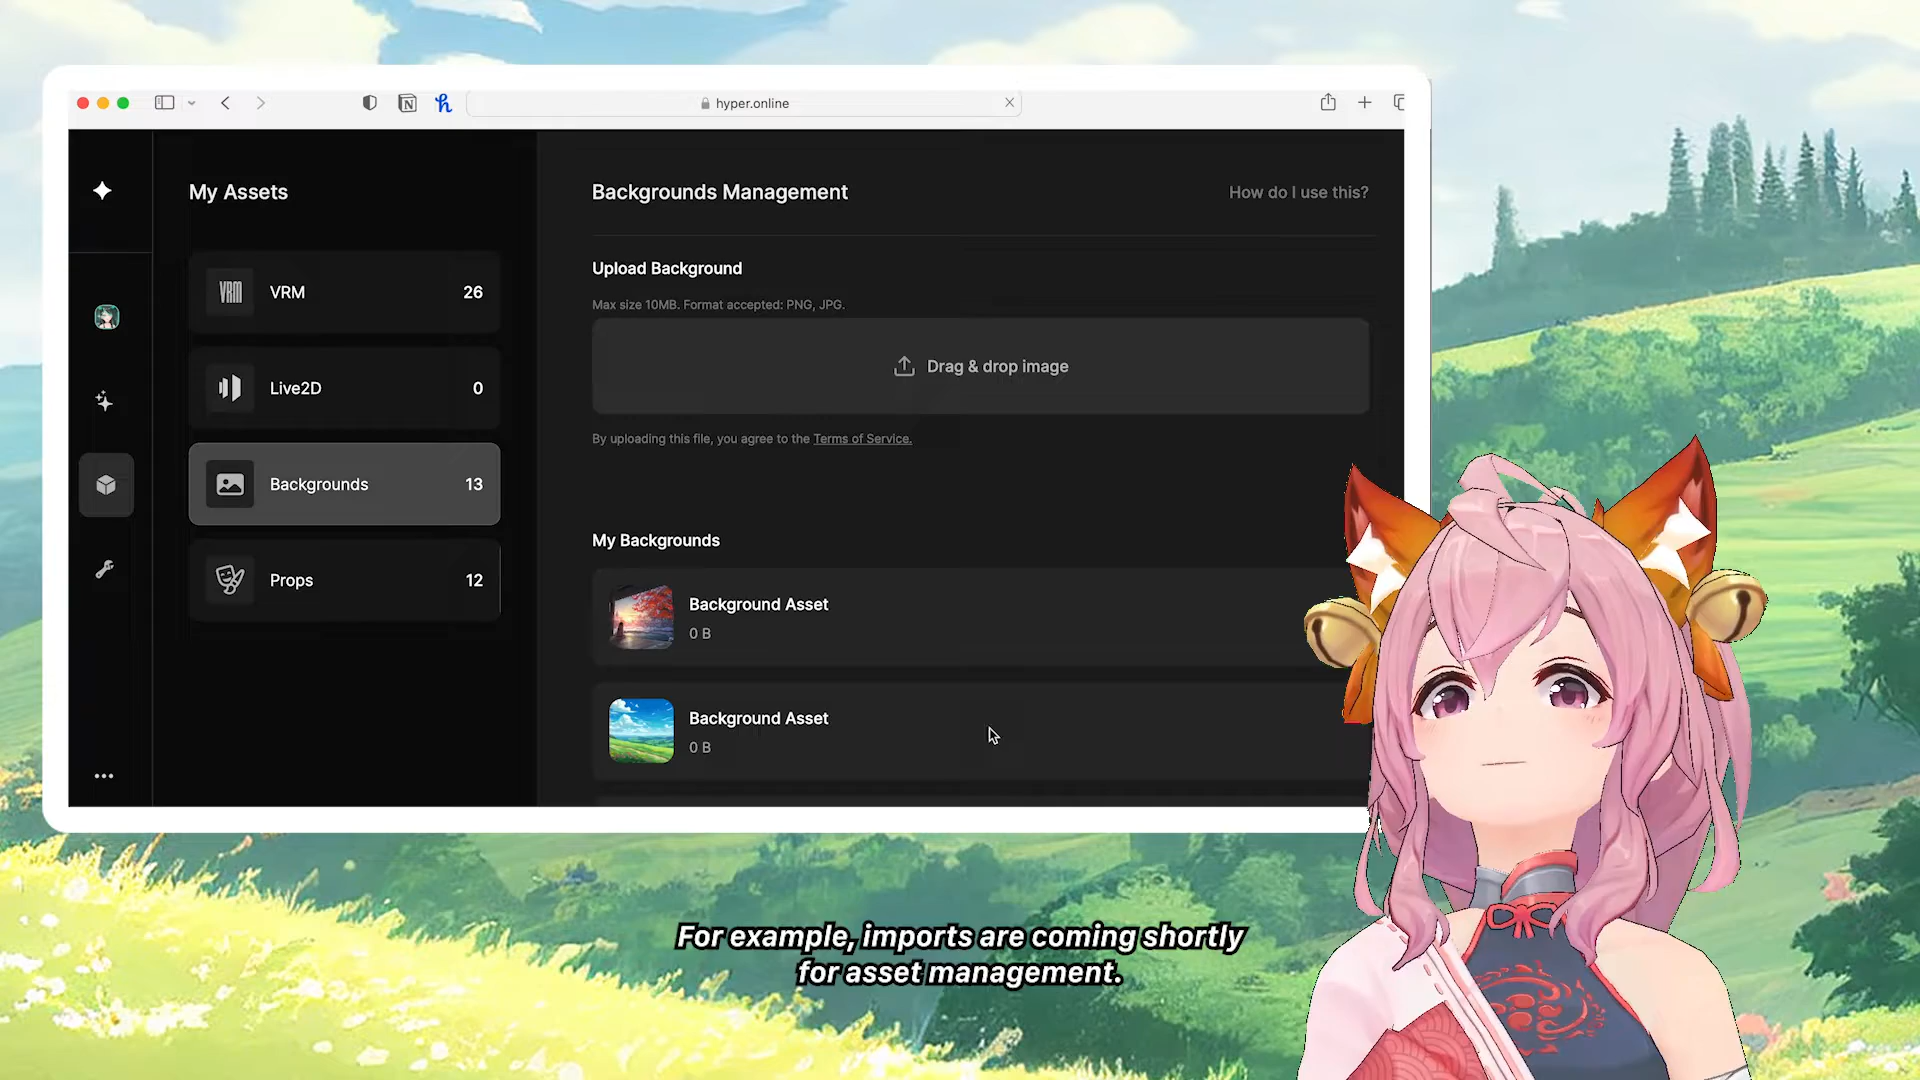 hyper.online
My Assets
VRM
VRM
26
Live2D
0
Backgrounds
13
Props
12
Backgrounds Management
How do I use this?
Upload Background
Max size 10MB. Format accepted: PNG, JPG.
Drag & drop image
By uploading this file, you agree to the Terms of Service.
My Backgrounds
Background Asset
0 B
Background Asset
0 B
For example, imports are coming shortly
for asset management.